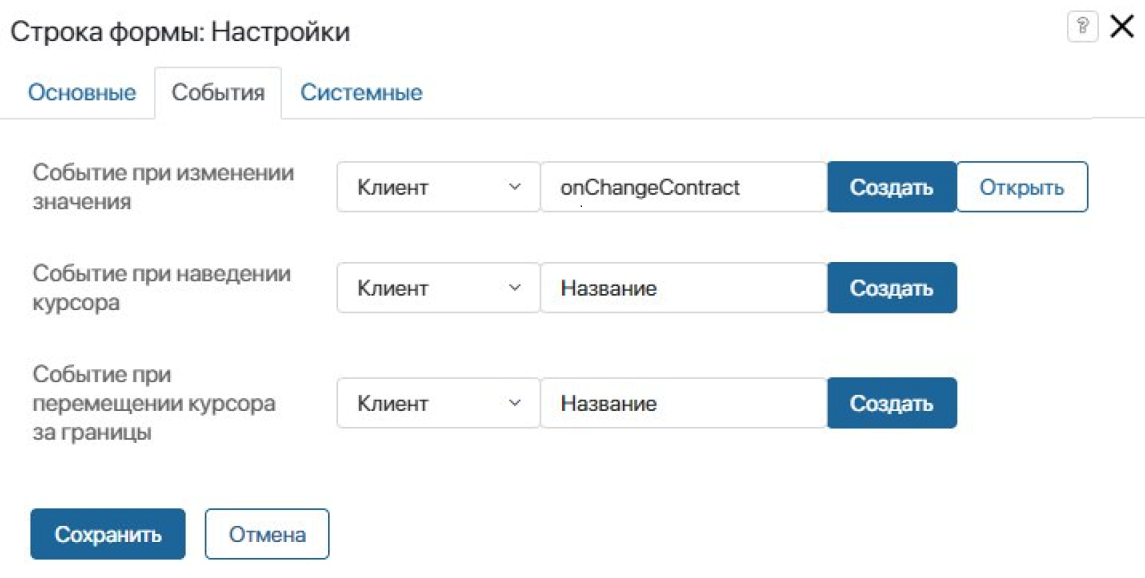 Строка формы: Настройки
?
Основные События Системные
Событие при изменении
значения
Клиент onChangeContract Создать Открыть
Событие при наведении
курсора
Клиент Название Создать
Событие при
перемещении курсора
за границы
Клиент Название Создать
Сохранить Отмена